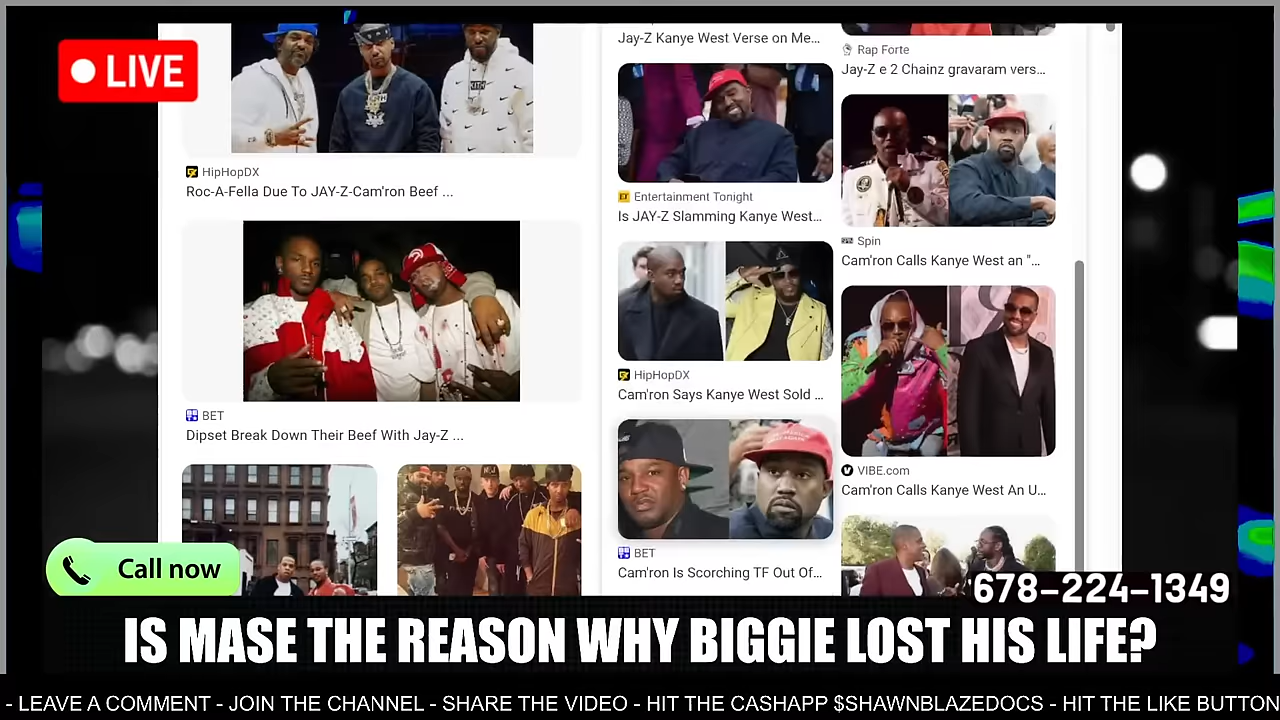 LIVE
HipHopDX
Roc-A-Fella Due To JAY-Z-Cam'ron Beef ...
BET
Dipset Break Down Their Beef With Jay-Z ...
Jay-Z Kanye West Verse on Me...
Entertainment Tonight
Is JAY-Z Slamming Kanye West...
HipHopDX
Cam'ron Says Kanye West Sold ...
BET
Cam'ron Is Scorching TF Out Of...
Rap Forte
Jay-Z e 2 Chainz gravaram vers...
Spin
Cam'ron Calls Kanye West an "...
VIBE.com
Cam'ron Calls Kanye West An U...
Call now
678-224-1349
IS MASE THE REASON WHY BIGGIE LOST HIS LIFE?
- LEAVE A COMMENT - JOIN THE CHANNEL - SHARE THE VIDEO - HIT THE CASHAPP $SHAWNBLAZEDOCS - HIT THE LIKE BUTTON